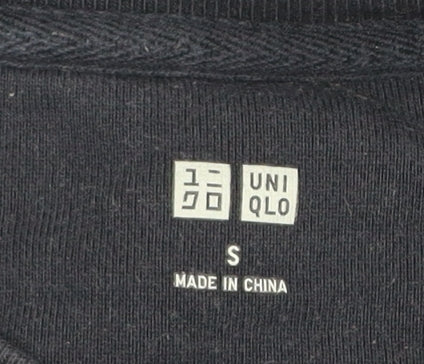 ユニ UNI
クロ QLO
S
MADE IN CHINA